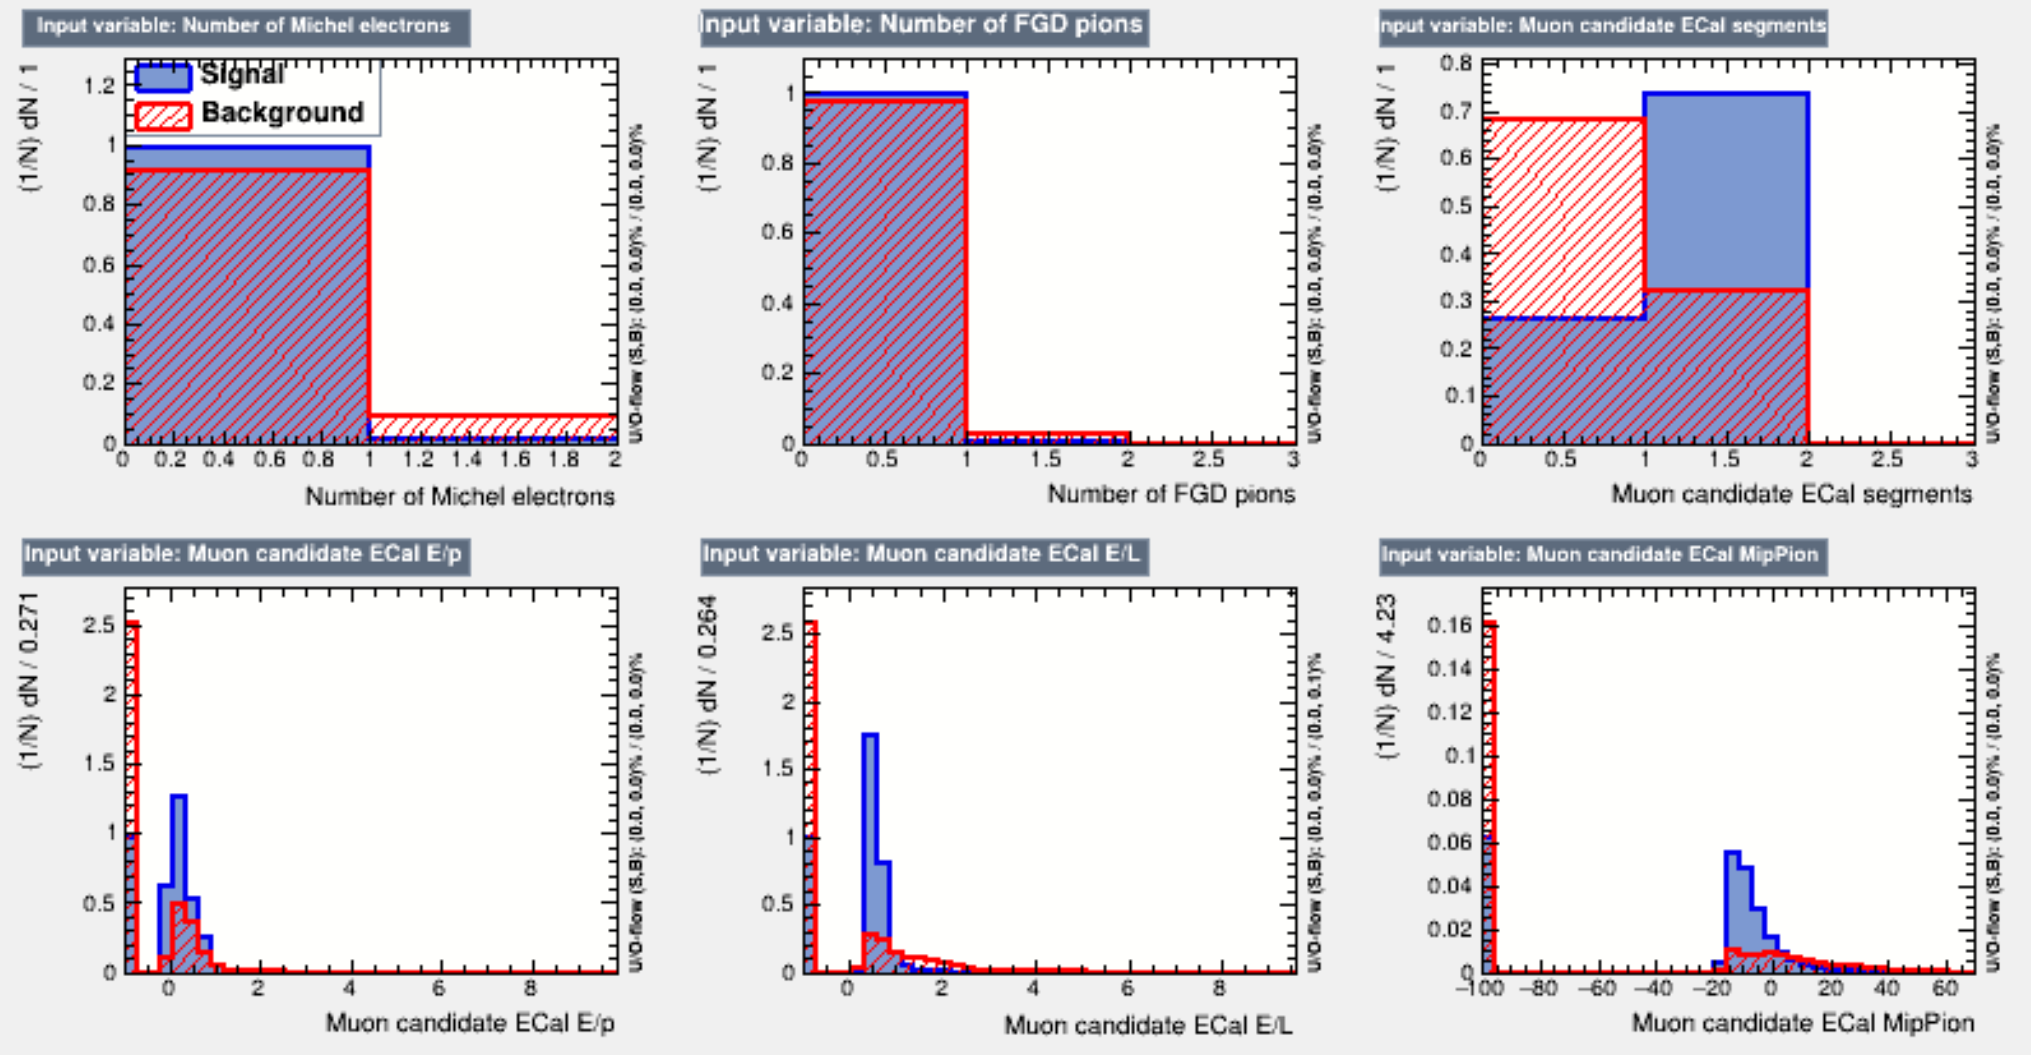 Input variable: Number of Michel electrons
(1/N) dN / 1
Signal
Background
1.2
1
0.8
0.6
0.4
0.2
0
0 0.2 0.4 0.6 0.8 1 1.2 1.4 1.6 1.8 2
Number of Michel electrons
U/O-flow (S,B): (0.0, 0.0)% / (0.0, 0.0)%
Input variable: Number of FGD pions
(1/N) dN / 1
1
0.8
0.6
0.4
0.2
0
0 0.5 1 1.5 2 2.5 3
Number of FGD pions
U/O-flow (S,B): (0.0, 0.0)% / (0.0, 0.0)%
nput variable: Muon candidate ECal segments
(1/N) dN / 1
0.8
0.7
0.6
0.5
0.4
0.3
0.2
0.1
0
0 0.5 1 1.5 2 2.5 3
Muon candidate ECal segments
U/O-flow (S,B): (0.0, 0.0)% / (0.0, 0.0)%
Input variable: Muon candidate ECal E/p
(1/N) dN / 0.271
2.5
2
1.5
1
0.5
0
0 2 4 6 8
Muon candidate ECal E/p
U/O-flow (S,B): (0.0, 0.0)% / (0.0, 0.0)%
Input variable: Muon candidate ECal E/L
(1/N) dN / 0.264
2.5
2
1.5
1
0.5
0
0 2 4 6 8
Muon candidate ECal E/L
U/O-flow (S,B): (0.0, 0.0)% / (0.0, 0.1)%
Input variable: Muon candidate ECal MipPion
(1/N) dN / 4.23
0.16
0.14
0.12
0.1
0.08
0.06
0.04
0.02
0
−100 −80 −60 −40 −20 0 20 40 60
Muon candidate ECal MipPion
U/O-flow (S,B): (0.0, 0.0)% / (0.0, 0.0)%